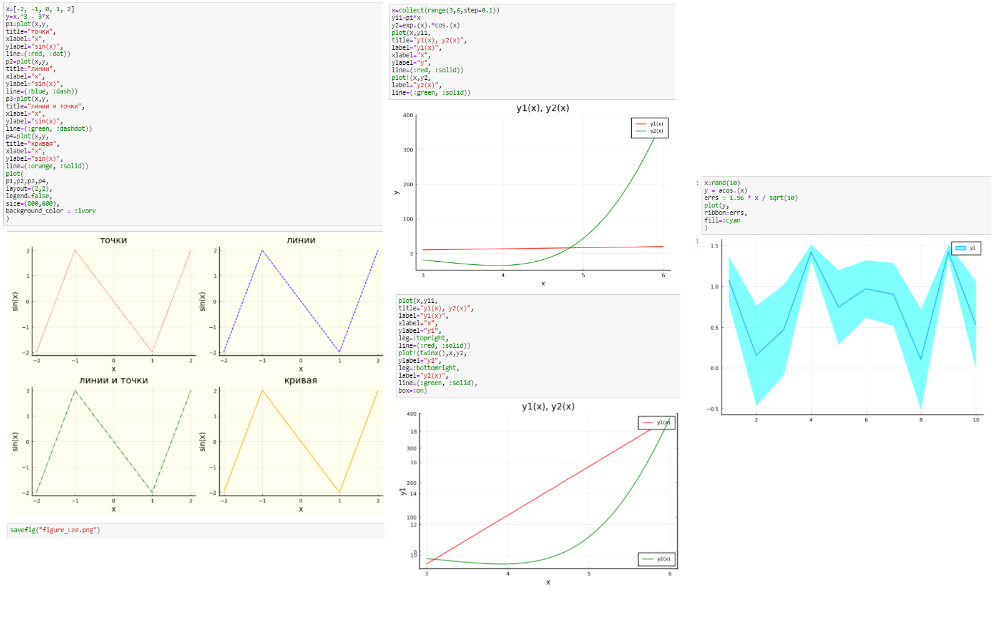 x=[-2, -1, 0, 1, 2]
y=x.^3 - 3*x
p1=plot(x,y,
title="точки",
xlabel="x",
ylabel="sin(x)",
line=(:red, :dot))
p2=plot(x,y,
title="линии",
xlabel="x",
ylabel="sin(x)",
line=(:blue, :dash))
p3=plot(x,y,
title="линии и точки",
xlabel="x",
ylabel="sin(x)",
line=(:green, :dashdot))
p4=plot(x,y,
title="кривая",
xlabel="x",
ylabel="sin(x)",
line=(:orange, :solid))
plot(
p1,p2,p3,p4,
layout=(2,2),
legend=false,
size=(800,600),
background_color = :ivory
)
точки
2
1
0
−1
−2
sin(x)
−2 −1 0 1 2
x
линии
2
1
0
−1
−2
sin(x)
−2 −1 0 1 2
x
линии и точки
2
1
0
−1
−2
sin(x)
−2 −1 0 1 2
x
кривая
2
1
0
−1
−2
sin(x)
−2 −1 0 1 2
x
savefig("figure_Lee.png")
x=collect(range(3,6,step=0.1))
y11=pi*x
y2=exp.(x).*cos.(x)
plot(x,y11,
title="y1(x), y2(x)",
label="y1(x)",
xlabel="x",
ylabel="y",
line=(:red, :solid))
plot!(x,y2,
label="y2(x)",
line=(:green, :solid))
y1(x), y2(x)
400
300
200
100
0
y
y1(x)
y2(x)
3 4 5 6
x
plot(x,y11,
title="y1(x), y2(x)",
label="y1(x)",
xlabel="x",
ylabel="y1",
leg=:topright,
line=(:red, :solid))
plot!(twinx(),x,y2,
ylabel="y2",
leg=:bottomright,
label="y2(x)",
line=(:green, :solid),
box=:on)
y1(x), y2(x)
400
18
300
16
200
14
100
12
0
10
y1
y1(x)
y2(x)
3 4 5 6
x
: x=rand(10)
y = acos.(x)
errs = 1.96 * x / sqrt(10)
plot(y,
ribbon=errs,
fill=:cyan
)
:
1.5
1.0
0.5
0.0
−0.5
y1
2 4 6 8 10